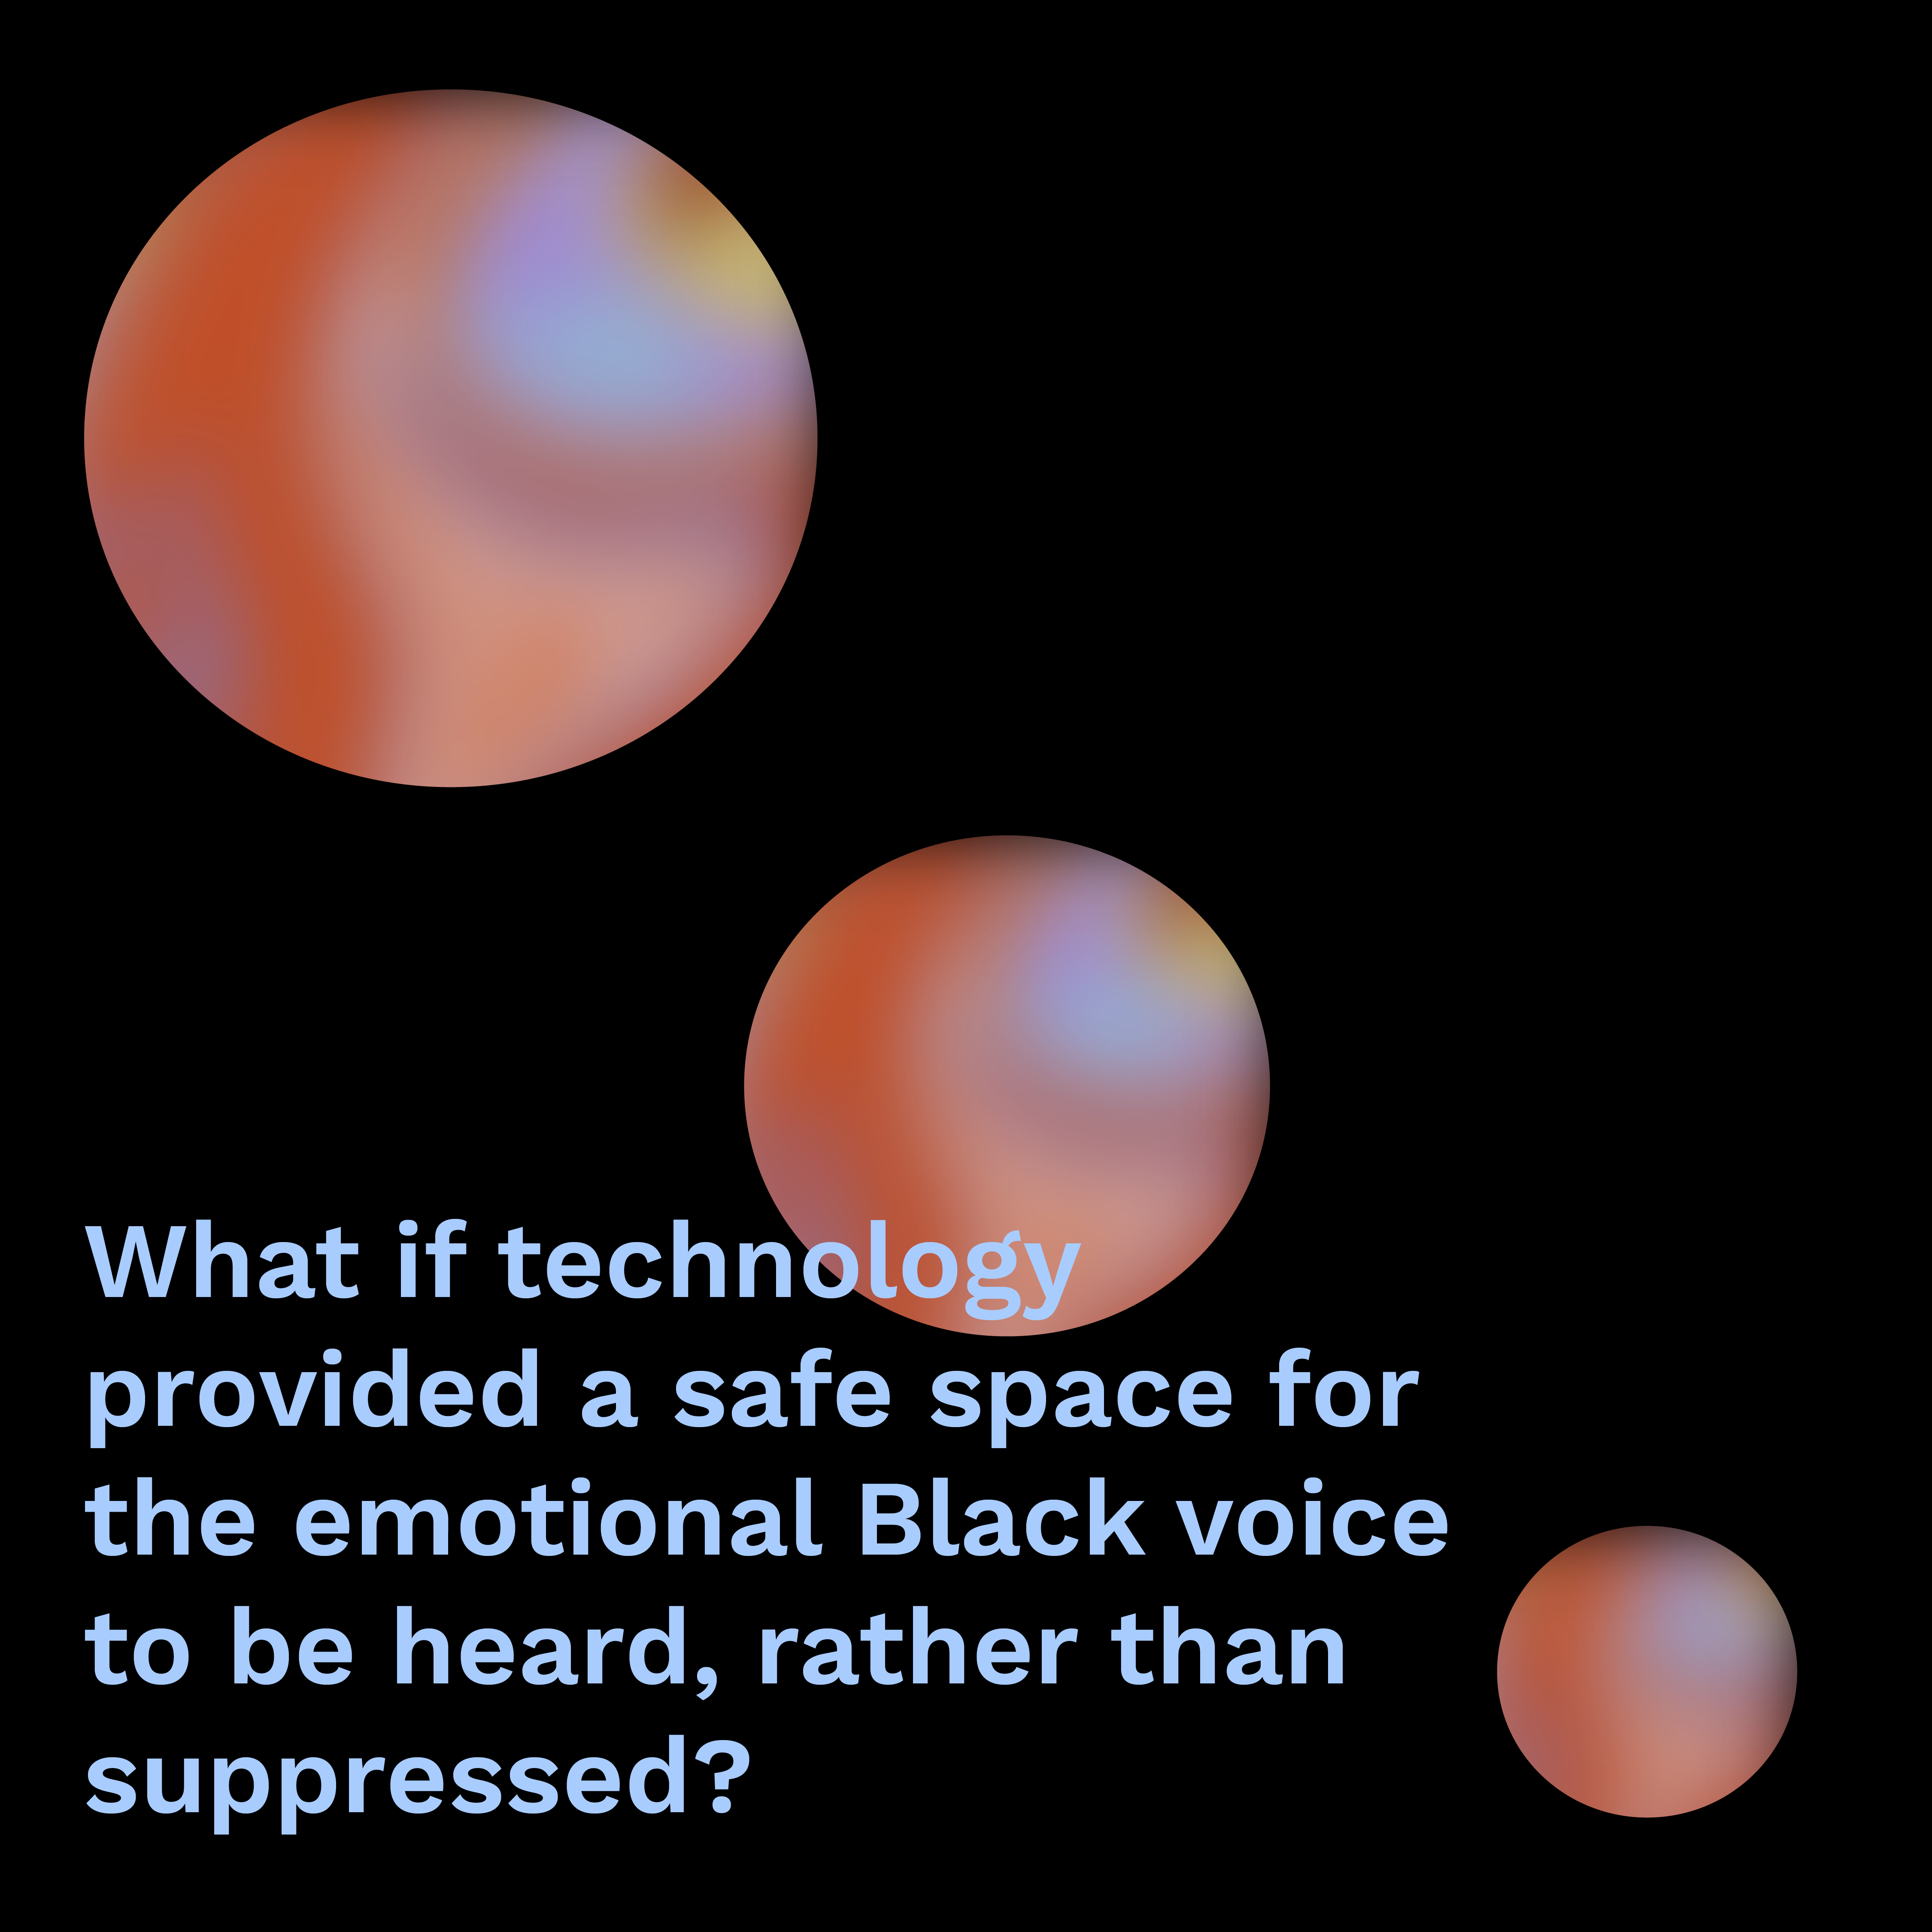 What if technology
provided a safe space for
the emotional Black voice
to be heard, rather than
suppressed?